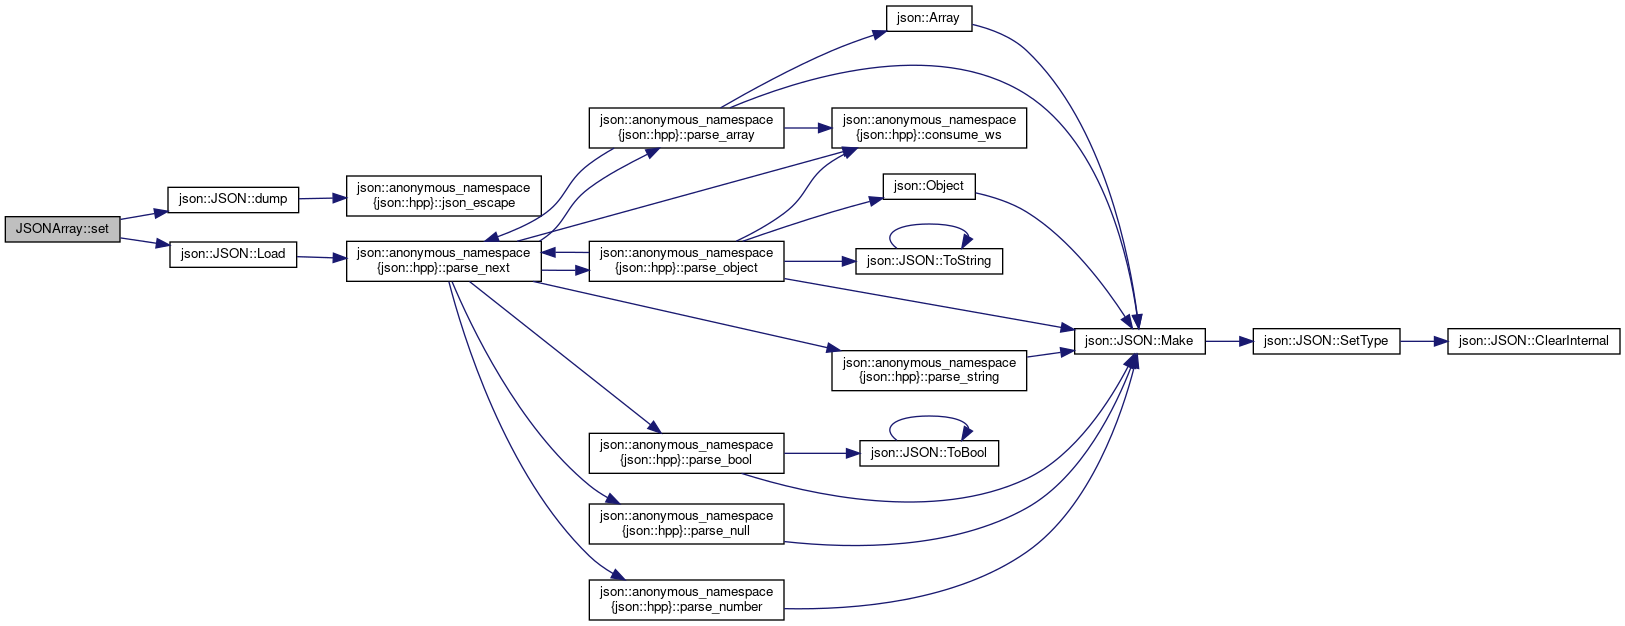 JSONArray::set
json::JSON::dump
json::JSON::Load
json::anonymous_namespace
{json::hpp}::json_escape
json::anonymous_namespace
{json::hpp}::parse_next
json::anonymous_namespace
{json::hpp}::parse_array
json::anonymous_namespace
{json::hpp}::parse_object
json::anonymous_namespace
{json::hpp}::parse_bool
json::anonymous_namespace
{json::hpp}::parse_null
json::anonymous_namespace
{json::hpp}::parse_number
json::Array
json::anonymous_namespace
{json::hpp}::consume_ws
json::Object
json::JSON::ToString
json::anonymous_namespace
{json::hpp}::parse_string
json::JSON::ToBool
json::JSON::Make
json::JSON::SetType
json::JSON::ClearInternal